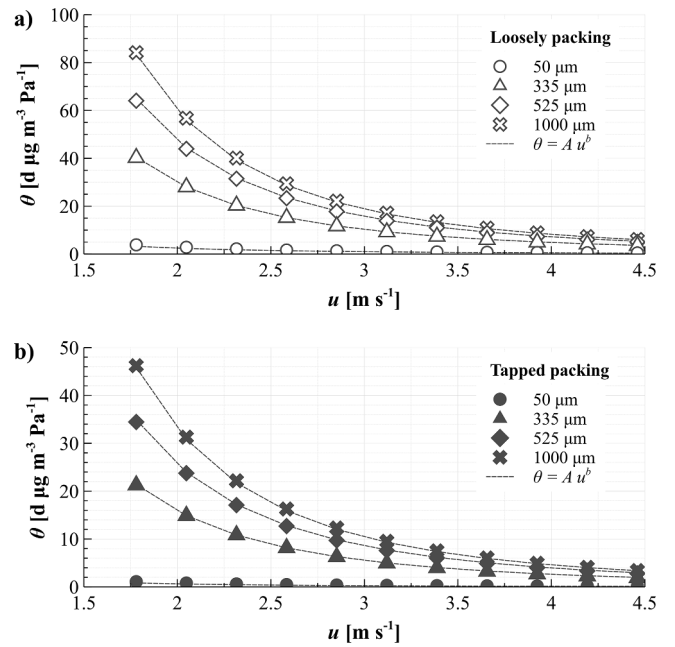 a)
100
80
60
40
20
0
θ [d μg m⁻³ Pa⁻¹]
Loosely packing
50 μm
335 μm
525 μm
1000 μm
θ = A uᵇ
1.5 2 2.5 3 3.5 4 4.5
u [m s⁻¹]
b)
50
40
30
20
10
0
θ [d μg m⁻³ Pa⁻¹]
Tapped packing
50 μm
335 μm
525 μm
1000 μm
θ = A uᵇ
1.5 2 2.5 3 3.5 4 4.5
u [m s⁻¹]